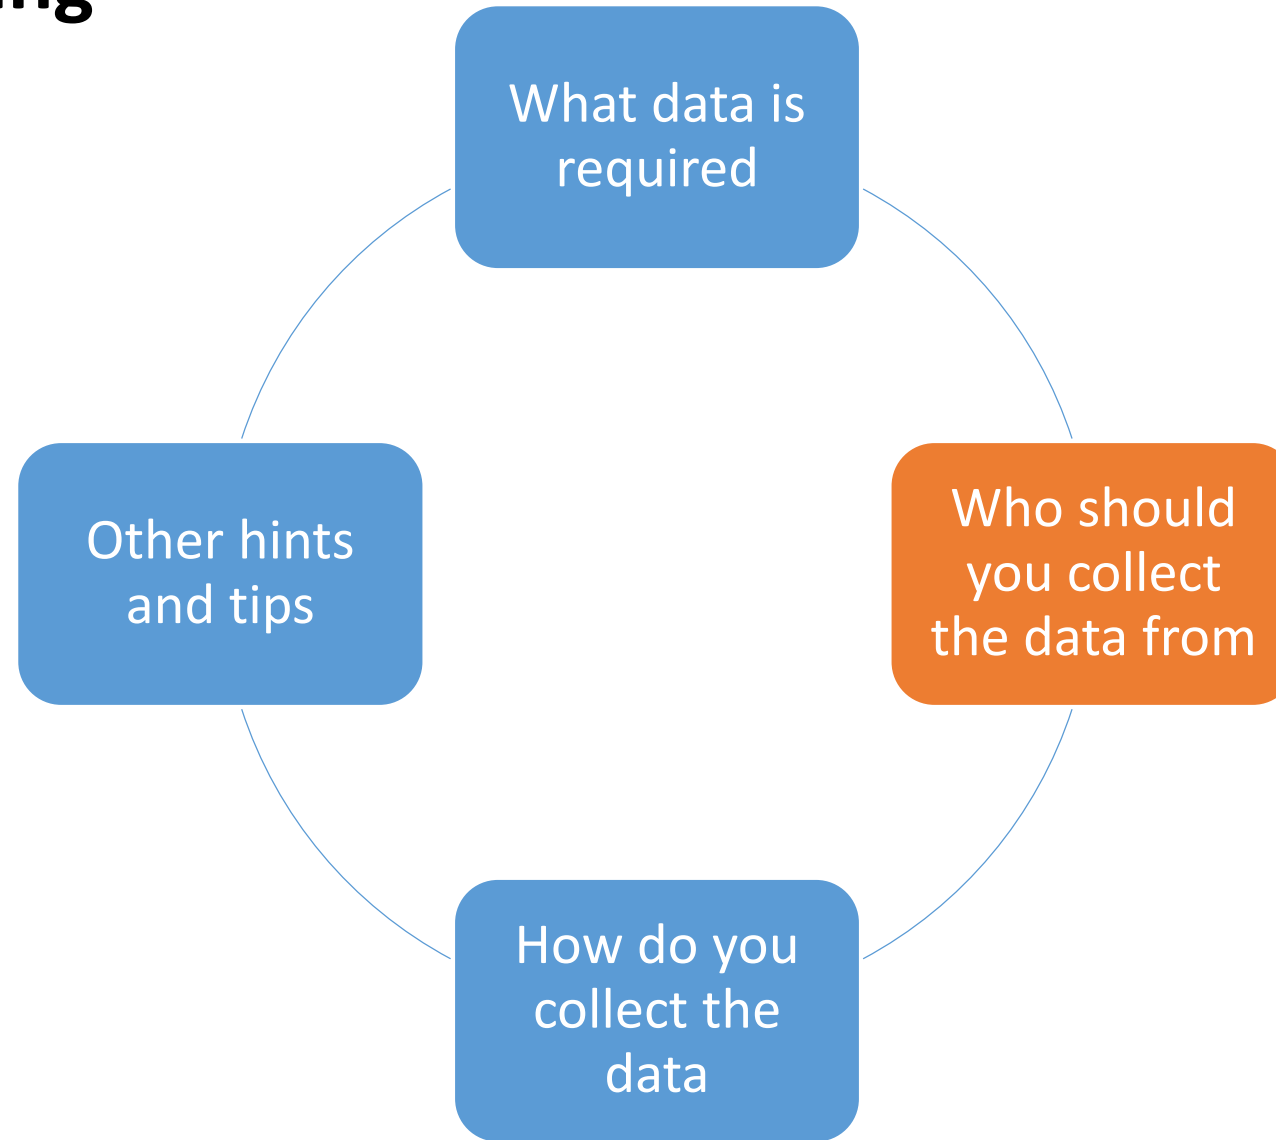 What data is
required
Who should
you collect
the data from
Other hints
and tips
How do you
collect the
data